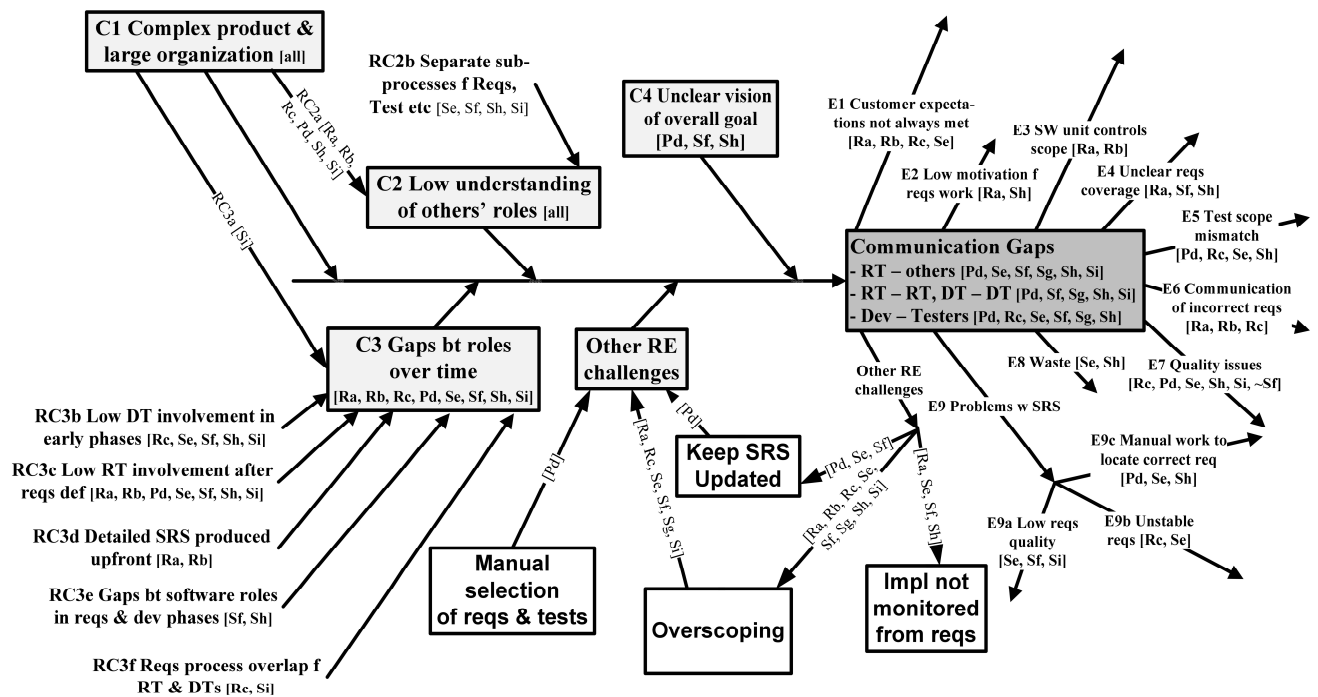 C1 Complex product &
large organization [all]
RC2a [Ra, Rb,
Rc, Pd, Sh, Si]
RC3a [Si]
RC2b Separate sub-
processes f Reqs,
Test etc [Se, Sf, Sh, Si]
C2 Low understanding
of others’ roles [all]
C4 Unclear vision
of overall goal
[Pd, Sf, Sh]
E1 Customer expecta-
tions not always met
[Ra, Rb, Rc, Se]
E2 Low motivation f
reqs work [Ra, Sh]
E3 SW unit controls
scope [Ra, Rb]
E4 Unclear reqs
coverage [Ra, Sf, Sh]
E5 Test scope
mismatch
[Pd, Rc, Se, Sh]
E6 Communication
of incorrect reqs
[Ra, Rb, Rc]
Communication Gaps
- RT – others [Pd, Se, Sf, Sg, Sh, Si]
- RT – RT, DT – DT [Pd, Sf, Sg, Sh, Si]
- Dev – Testers [Pd, Rc, Se, Sf, Sg, Sh]
C3 Gaps bt roles
over time
[Ra, Rb, Rc, Pd, Se, Sf, Sh, Si]
Other RE
challenges
Other RE
challenges
E8 Waste [Se, Sh]
E7 Quality issues
[Rc, Pd, Se, Sh, Si, ~Sf]
E9 Problems w SRS
E9c Manual work to
locate correct req
[Pd, Se, Sh]
E9a Low reqs
quality
[Se, Sf, Si]
E9b Unstable
reqs [Rc, Se]
RC3b Low DT involvement in
early phases [Rc, Se, Sf, Sh, Si]
RC3c Low RT involvement after
reqs def [Ra, Rb, Pd, Se, Sf, Sh, Si]
RC3d Detailed SRS produced
upfront [Ra, Rb]
RC3e Gaps bt software roles
in reqs & dev phases [Sf, Sh]
RC3f Reqs process overlap f
RT & DTs [Rc, Si]
[Pd]
[Ra, Rc, Se, Sf, Sg, Si]
[Pd]
Keep SRS
Updated
[Pd, Se, Sf]
[Ra, Rb, Rc, Se,
Sf, Sg, Sh, Si]
[Ra, Se, Sf, Sh]
Manual
selection
of reqs & tests
Overscoping
Impl not
monitored
from reqs